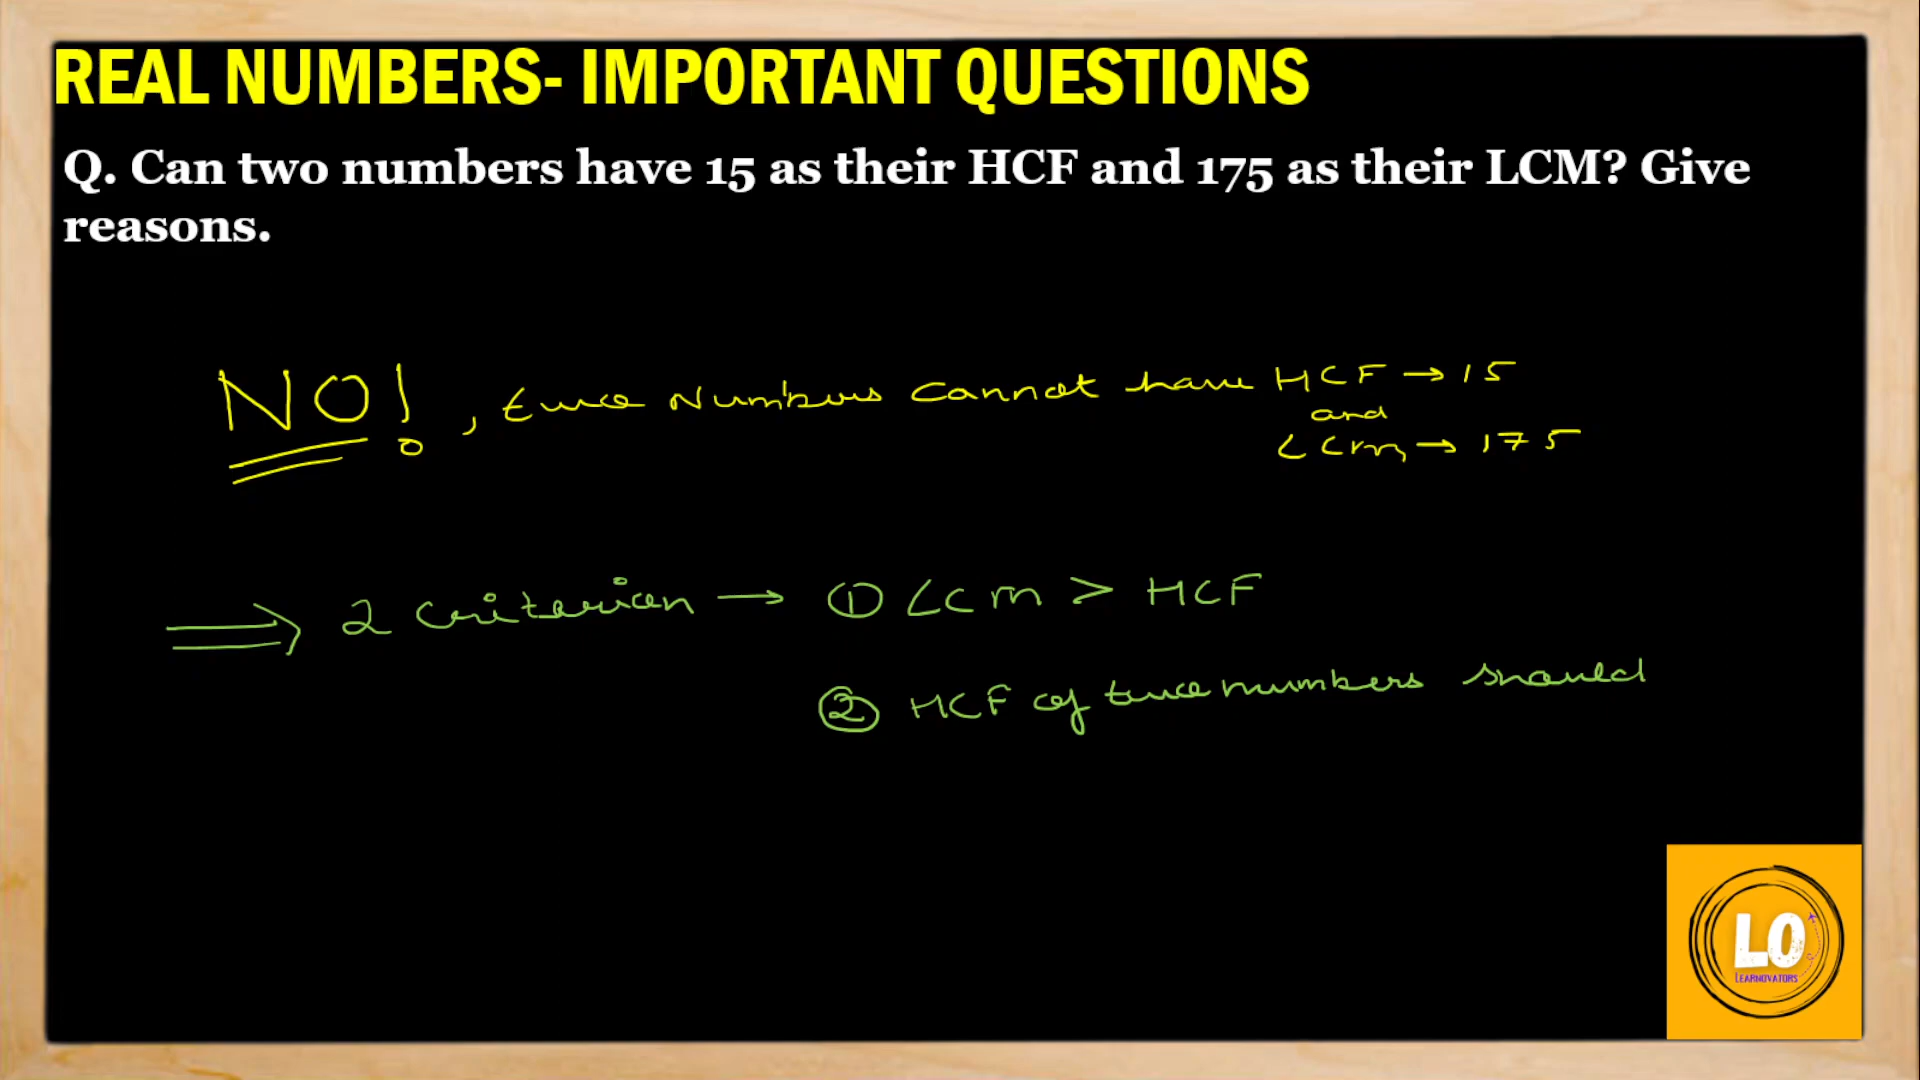 REAL NUMBERS- IMPORTANT QUESTIONS
Q. Can two numbers have 15 as their HCF and 175 as their LCM? Give
reasons.
NO! , two Numbers cannot have HCF → 15
and
LCM → 175
⇒ 2 criterion → ① LCM > HCF
② HCF of two numbers should
LO
LEARNOVATORS